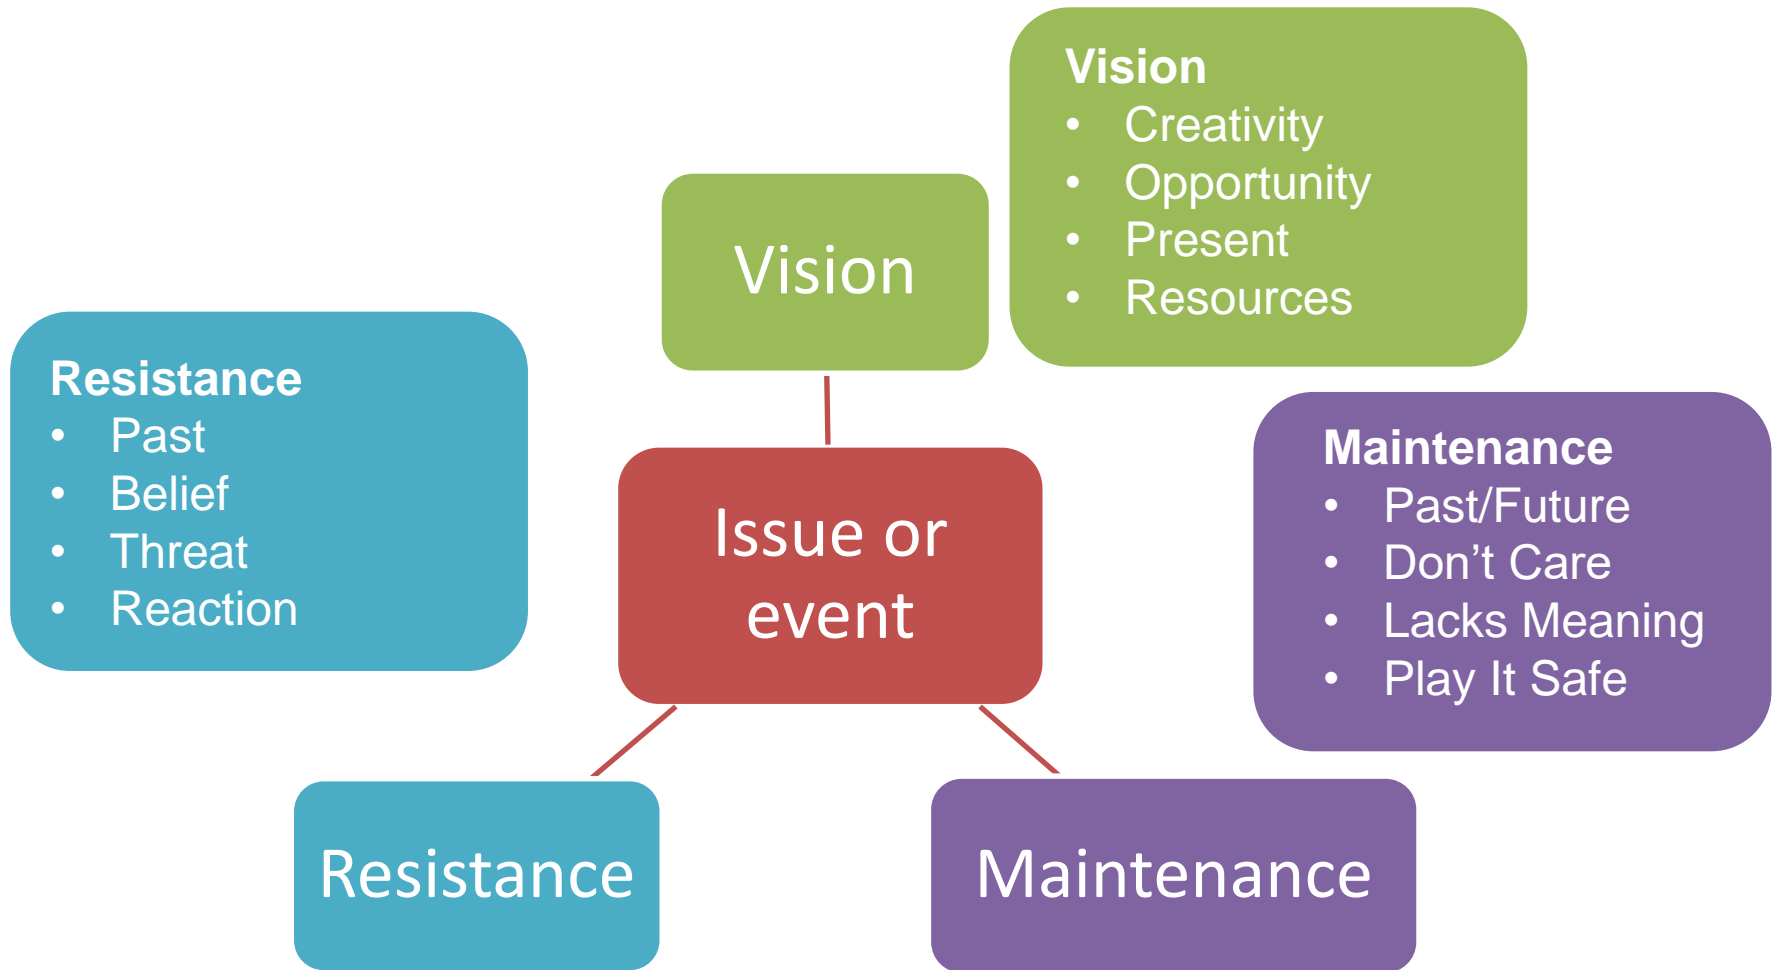 Vision
• Creativity
• Opportunity
• Present
• Resources
Vision
Resistance
• Past
• Belief
• Threat
• Reaction
Issue or
event
Maintenance
• Past/Future
• Don’t Care
• Lacks Meaning
• Play It Safe
Resistance
Maintenance